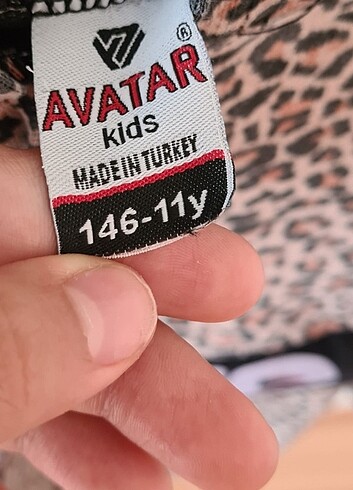 ®
AVATAR
kids
MADE IN TURKEY
146-11y